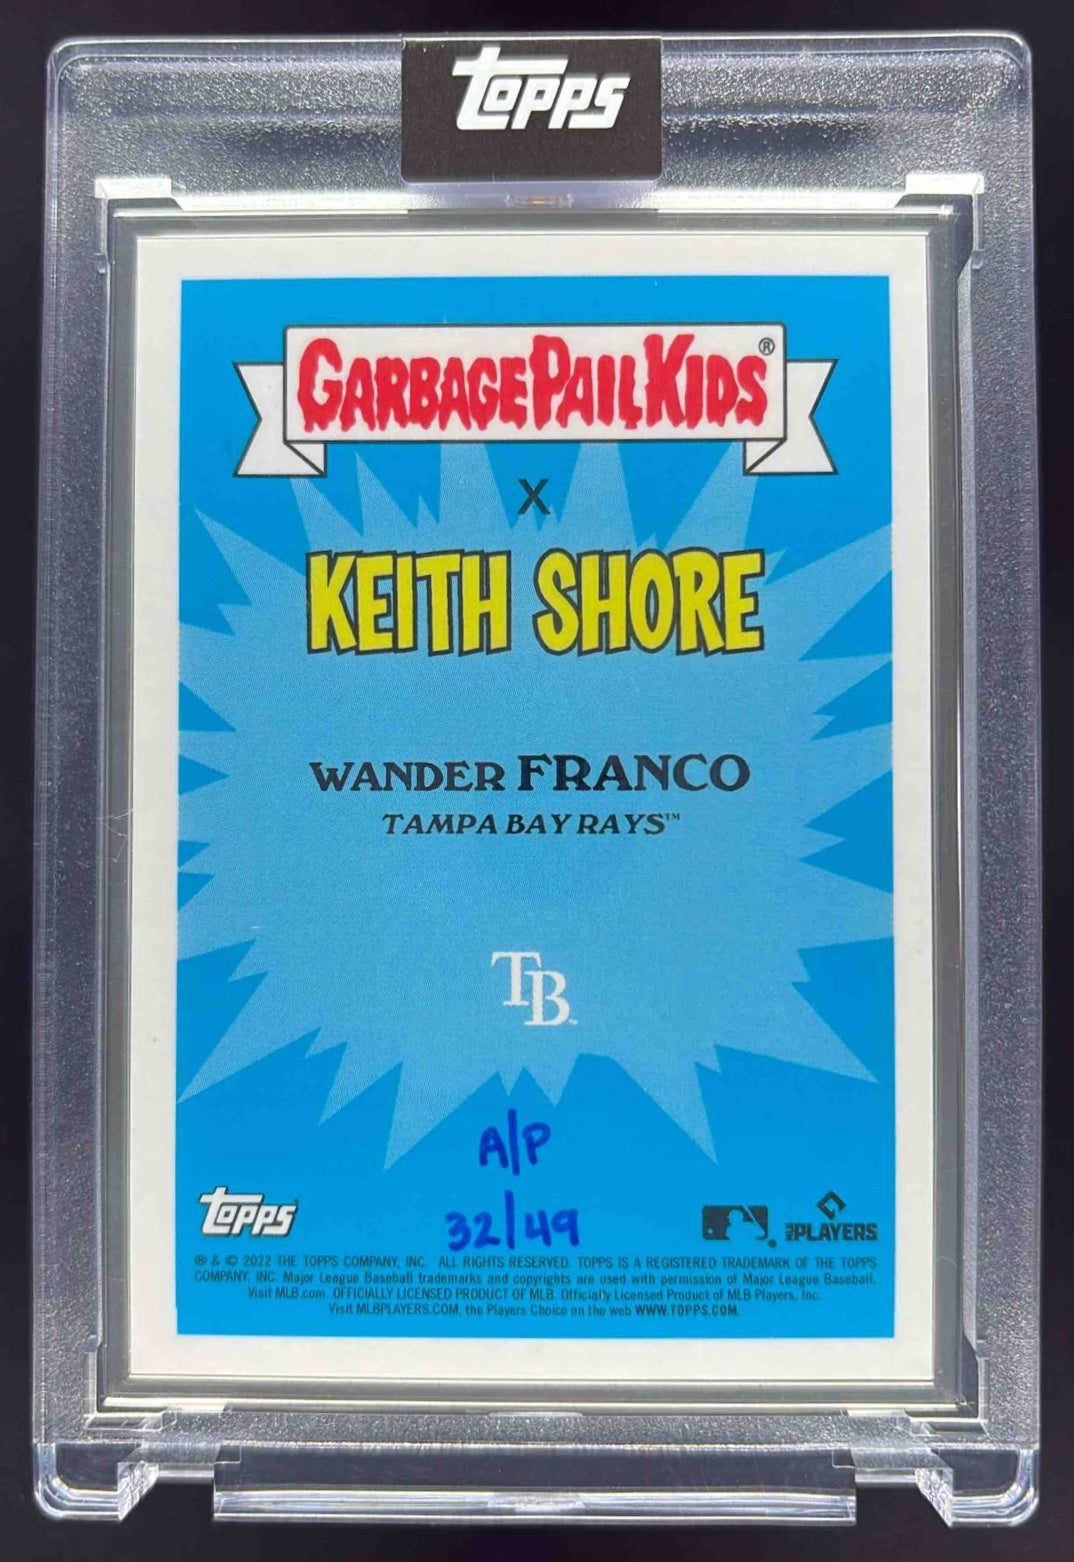 Topps
GARBAGE PAIL KIDS®
X
KEITH SHORE
WANDER FRANCO
TAMPA BAY RAYS™
TB™
A/P
32/49
Topps
MLB PLAYERS
® & © 2022 THE TOPPS COMPANY, INC. ALL RIGHTS RESERVED. TOPPS IS A REGISTERED TRADEMARK OF THE TOPPS
COMPANY, INC. Major League Baseball trademarks and copyrights are used with permission of Major League Baseball.
Visit MLB.com. OFFICIALLY LICENSED PRODUCT OF MLB. Officially Licensed Product of MLB Players, Inc.
Visit MLBPLAYERS.COM, the Players Choice on the web WWW.TOPPS.COM.